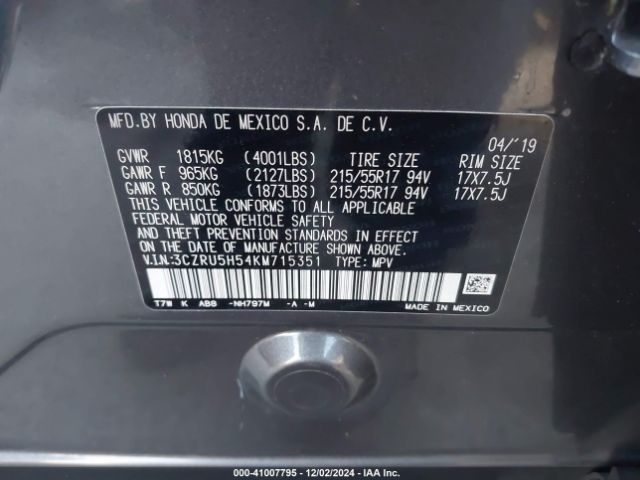 MFD.BY HONDA DE MEXICO S.A. DE C.V.
04/'19
GVWR 1815KG (4001LBS) TIRE SIZE RIM SIZE
GAWR F 965KG (2127LBS) 215/55R17 94V 17X7.5J
GAWR R 850KG (1873LBS) 215/55R17 94V 17X7.5J
THIS VEHICLE CONFORMS TO ALL APPLICABLE
FEDERAL MOTOR VEHICLE SAFETY
AND THEFT PREVENTION STANDARDS IN EFFECT
ON THE DATE OF MANUFACTURE SHOWN ABOVE.
V.I.N:3CZRU5H54KM715351 TYPE: MPV
T7W K ABB -NH797M -A -M MADE IN MEXICO
000-41007795 - 12/02/2024 - IAA Inc.